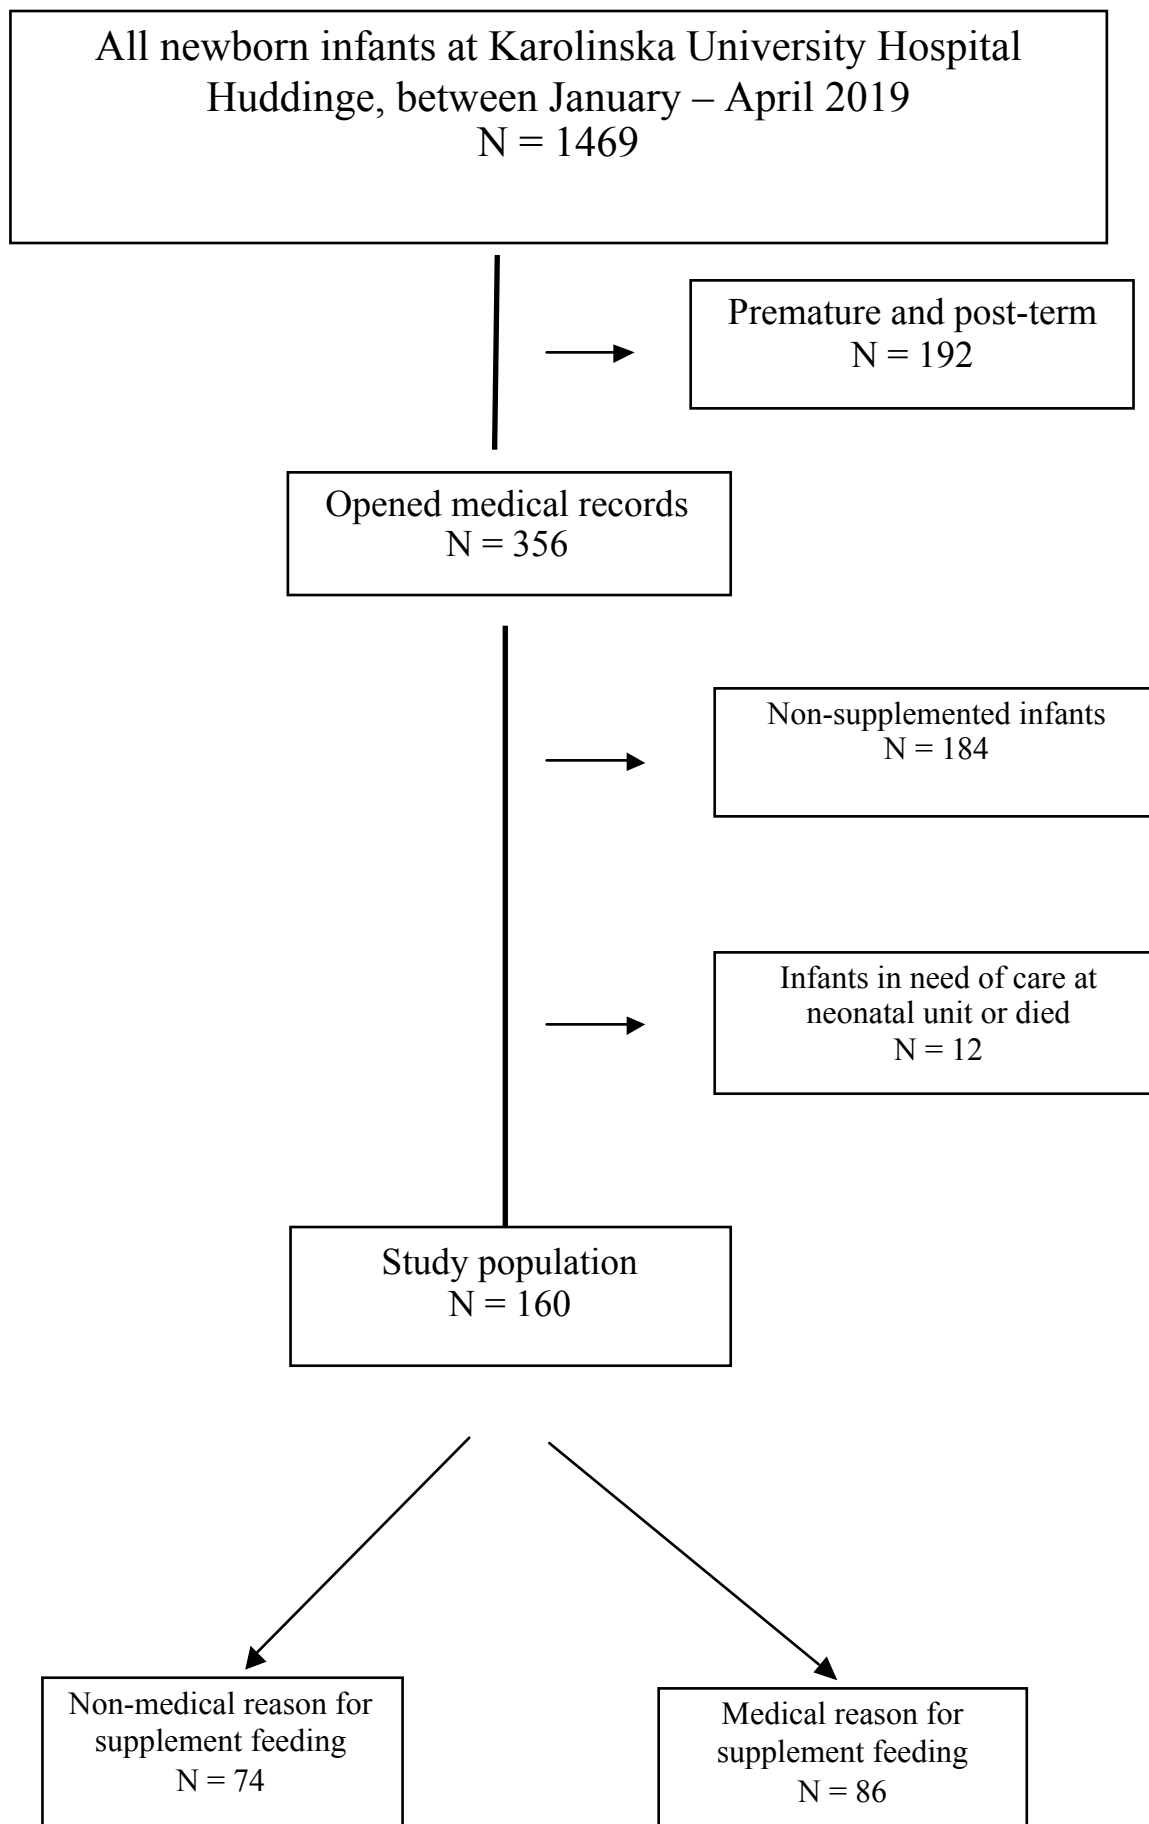 All newborn infants at Karolinska University Hospital
Huddinge, between January – April 2019
N = 1469
Premature and post-term
N = 192
Opened medical records
N = 356
Non-supplemented infants
N = 184
Infants in need of care at
neonatal unit or died
N = 12
Study population
N = 160
Non-medical reason for
supplement feeding
N = 74
Medical reason for
supplement feeding
N = 86